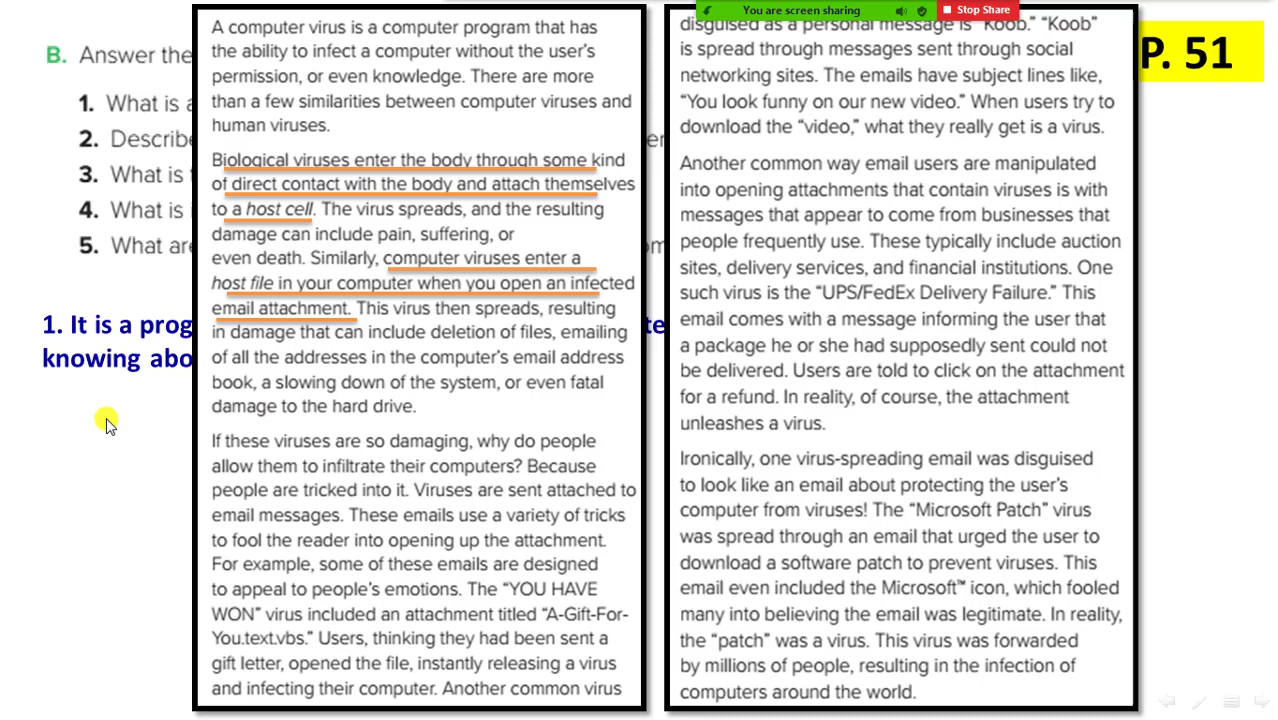 You are screen sharing
Stop Share
P. 51
B. Answer the
1. What is a
2. Describe
3. What is
4. What is
5. What are
1. It is a prog
knowing abo
A computer virus is a computer program that has
the ability to infect a computer without the user's
permission, or even knowledge. There are more
than a few similarities between computer viruses and
human viruses.
Biological viruses enter the body through some kind
of direct contact with the body and attach themselves
to a host cell. The virus spreads, and the resulting
damage can include pain, suffering, or
even death. Similarly, computer viruses enter a
host file in your computer when you open an infected
email attachment. This virus then spreads, resulting
in damage that can include deletion of files, emailing
of all the addresses in the computer's email address
book, a slowing down of the system, or even fatal
damage to the hard drive.
If these viruses are so damaging, why do people
allow them to infiltrate their computers? Because
people are tricked into it. Viruses are sent attached to
email messages. These emails use a variety of tricks
to fool the reader into opening up the attachment.
For example, some of these emails are designed
to appeal to people's emotions. The “YOU HAVE
WON” virus included an attachment titled “A-Gift-For-
You.text.vbs.” Users, thinking they had been sent a
gift letter, opened the file, instantly releasing a virus
and infecting their computer. Another common virus
disguised as a personal message is “Koob.” “Koob”
is spread through messages sent through social
networking sites. The emails have subject lines like,
“You look funny on our new video.” When users try to
download the “video,” what they really get is a virus.
Another common way email users are manipulated
into opening attachments that contain viruses is with
messages that appear to come from businesses that
people frequently use. These typically include auction
sites, delivery services, and financial institutions. One
such virus is the “UPS/FedEx Delivery Failure.” This
email comes with a message informing the user that
a package he or she had supposedly sent could not
be delivered. Users are told to click on the attachment
for a refund. In reality, of course, the attachment
unleashes a virus.
Ironically, one virus-spreading email was disguised
to look like an email about protecting the user's
computer from viruses! The “Microsoft Patch” virus
was spread through an email that urged the user to
download a software patch to prevent viruses. This
email even included the Microsoft™ icon, which fooled
many into believing the email was legitimate. In reality,
the “patch” was a virus. This virus was forwarded
by millions of people, resulting in the infection of
computers around the world.